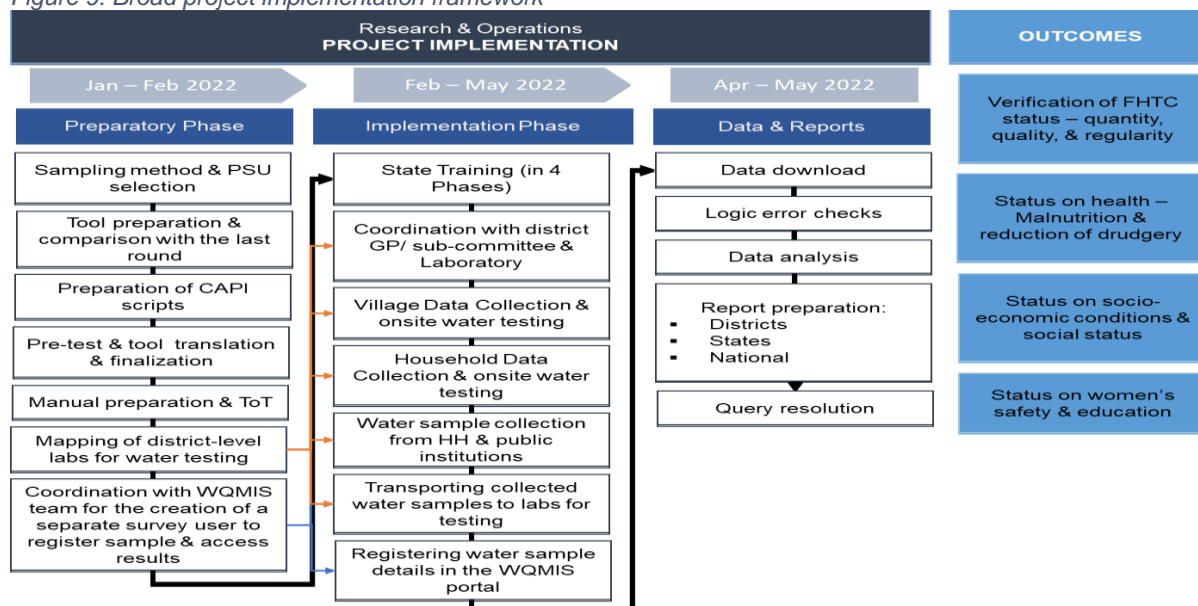 Figure 9: Broad project implementation framework
Research & Operations
PROJECT IMPLEMENTATION
Jan – Feb 2022
Feb – May 2022
Apr – May 2022
Preparatory Phase
Sampling method & PSU
selection
Tool preparation &
comparison with the last
round
Preparation of CAPI
scripts
Pre-test & tool translation
& finalization
Manual preparation & ToT
Mapping of district-level
labs for water testing
Coordination with WQMIS
team for the creation of a
separate survey user to
register sample & access
results
Implementation Phase
State Training (in 4
Phases)
Coordination with district
GP/ sub-committee &
Laboratory
Village Data Collection &
onsite water testing
Household Data
Collection & onsite water
testing
Water sample collection
from HH & public
institutions
Transporting collected
water samples to labs for
testing
Registering water sample
details in the WQMIS
portal
Data & Reports
Data download
Logic error checks
Data analysis
Report preparation:
▪ Districts
▪ States
▪ National
Query resolution
OUTCOMES
Verification of FHTC
status – quantity,
quality, & regularity
Status on health –
Malnutrition &
reduction of drudgery
Status on socio-
economic conditions &
social status
Status on women's
safety & education